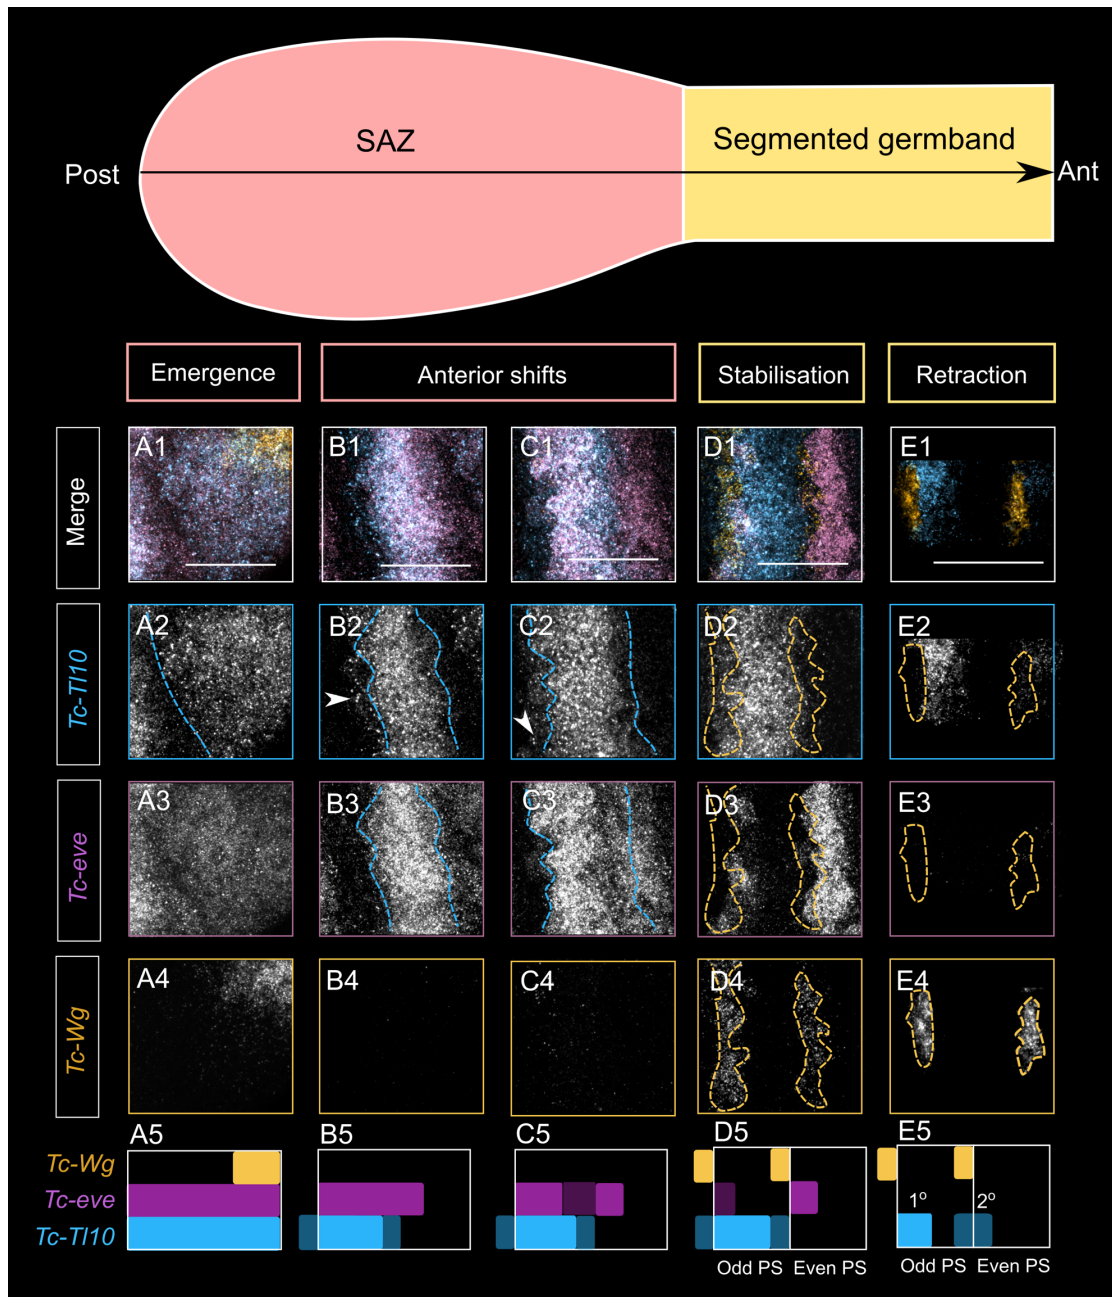 SAZ
Segmented germband
Post
Ant
Emergence
Anterior shifts
Stabilisation
Retraction
Merge
A1
B1
C1
D1
E1
Tc-Tl10
A2
B2
C2
D2
E2
Tc-eve
A3
B3
C3
D3
E3
Tc-Wg
A4
B4
C4
D4
E4
A5
B5
C5
D5
E5
Tc-Wg
Tc-eve
Tc-Tl10
1º
2º
Odd PS
Even PS
Odd PS
Even PS